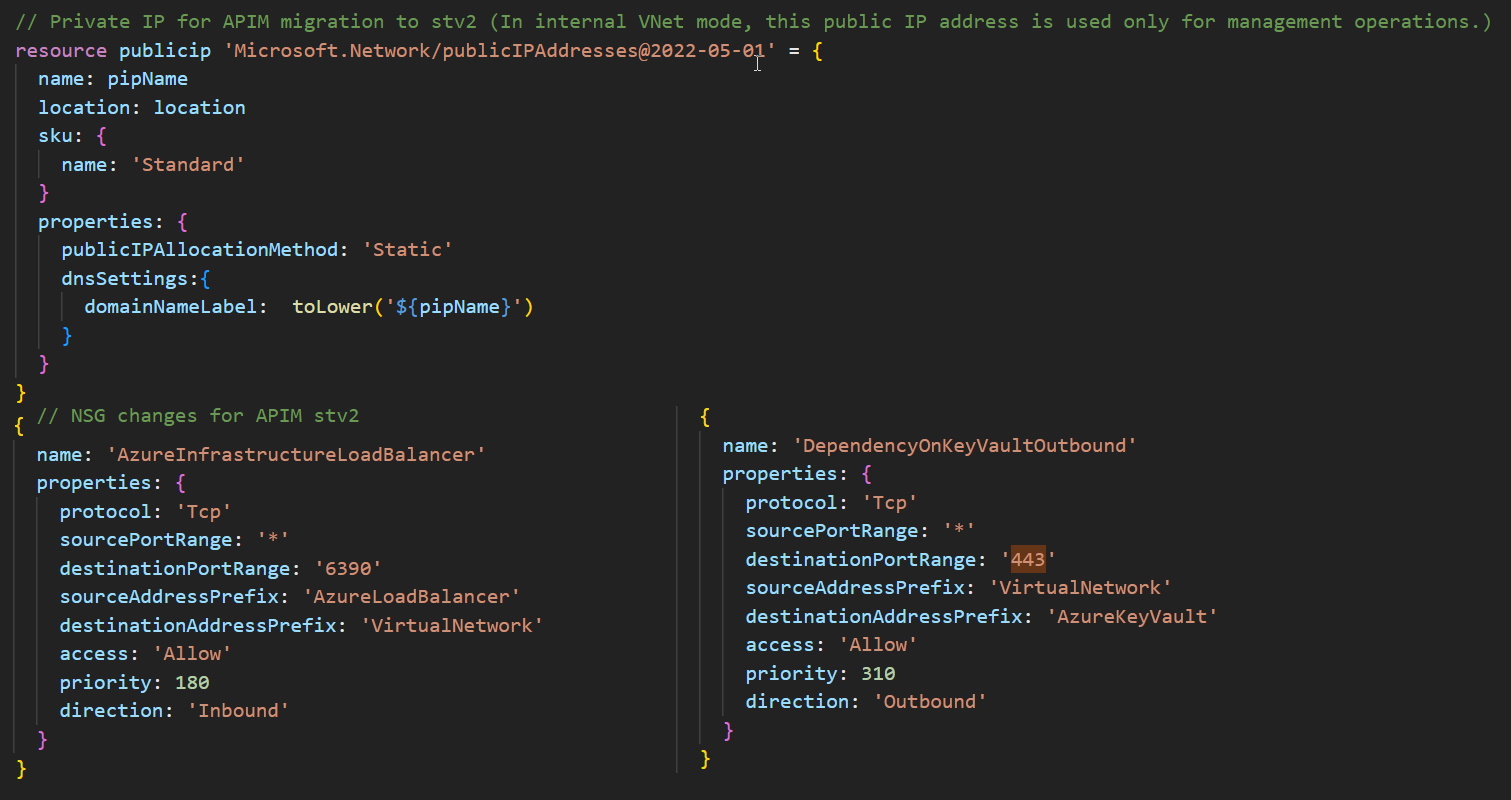 // Private IP for APIM migration to stv2 (In internal VNet mode, this public IP address is used only for management operations.)
resource publicip 'Microsoft.Network/publicIPAddresses@2022-05-01' = {
  name: pipName
  location: location
  sku: {
    name: 'Standard'
  }
  properties: {
    publicIPAllocationMethod: 'Static'
    dnsSettings:{
      domainNameLabel:  toLower('${pipName}')
    }
  }
}
// NSG changes for APIM stv2
{
  name: 'AzureInfrastructureLoadBalancer'
  properties: {
    protocol: 'Tcp'
    sourcePortRange: '*'
    destinationPortRange: '6390'
    sourceAddressPrefix: 'AzureLoadBalancer'
    destinationAddressPrefix: 'VirtualNetwork'
    access: 'Allow'
    priority: 180
    direction: 'Inbound'
  }
}
{
  name: 'DependencyOnKeyVaultOutbound'
  properties: {
    protocol: 'Tcp'
    sourcePortRange: '*'
    destinationPortRange: '443'
    sourceAddressPrefix: 'VirtualNetwork'
    destinationAddressPrefix: 'AzureKeyVault'
    access: 'Allow'
    priority: 310
    direction: 'Outbound'
  }
}